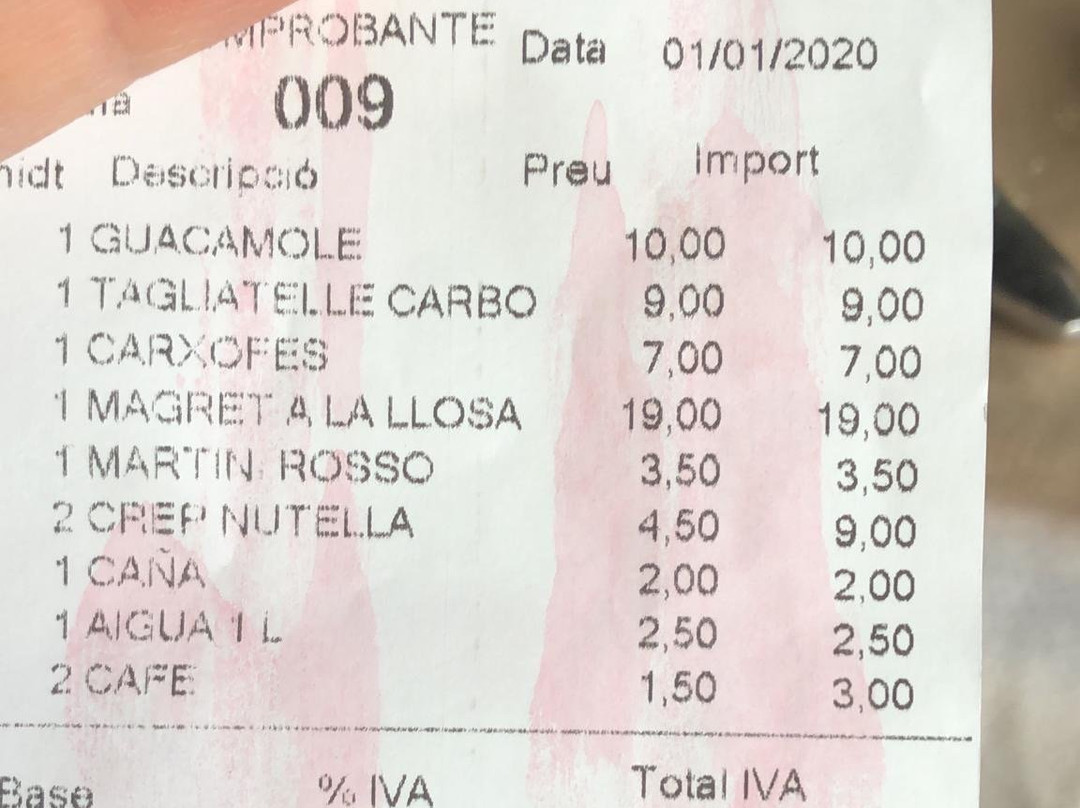 MPROBANTE Data 01/01/2020
009
Descripció Preu Import
1 GUACAMOLE 10,00 10,00
1 TAGLIATELLE CARBO 9,00 9,00
1 CARXOFES 7,00 7,00
1 MAGRET A LA LLOSA 19,00 19,00
1 MARTIN. ROSSO 3,50 3,50
2 CREP NUTELLA 4,50 9,00
1 CAÑA 2,00 2,00
1 AIGUA 1 L 2,50 2,50
2 CAFE 1,50 3,00
Base % IVA Total IVA